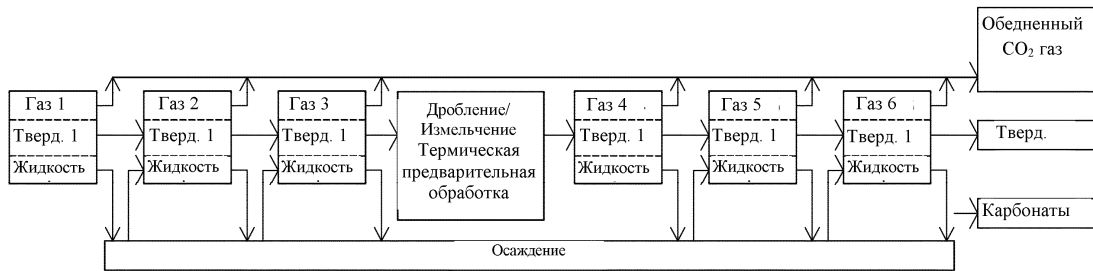 Обедненный
CO₂ газ
Газ 1
Газ 2
Газ 3
Дробление/
Измельчение
Термическая
предварительная
обработка
Газ 4
Газ 5
Газ 6
Тверд. 1
Тверд. 1
Тверд. 1
Тверд. 1
Тверд. 1
Тверд. 1
Тверд.
Жидкость
Жидкость
Жидкость
Жидкость
Жидкость
Жидкость
Карбонаты
Осаждение